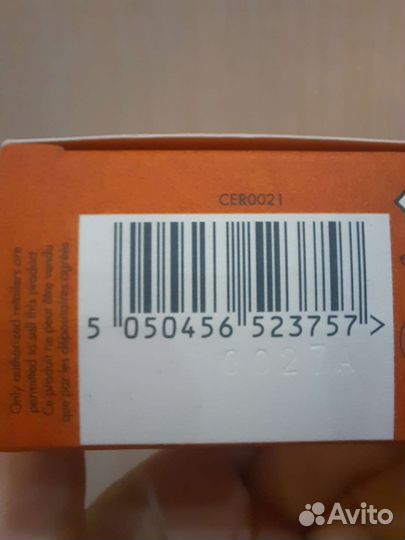 CER0021
5 050456 523757>
0027A
Only authorized retailers are
permitted to sell this product
Ce produit ne peut être vendu
que par les dépositaires agréés
Avito